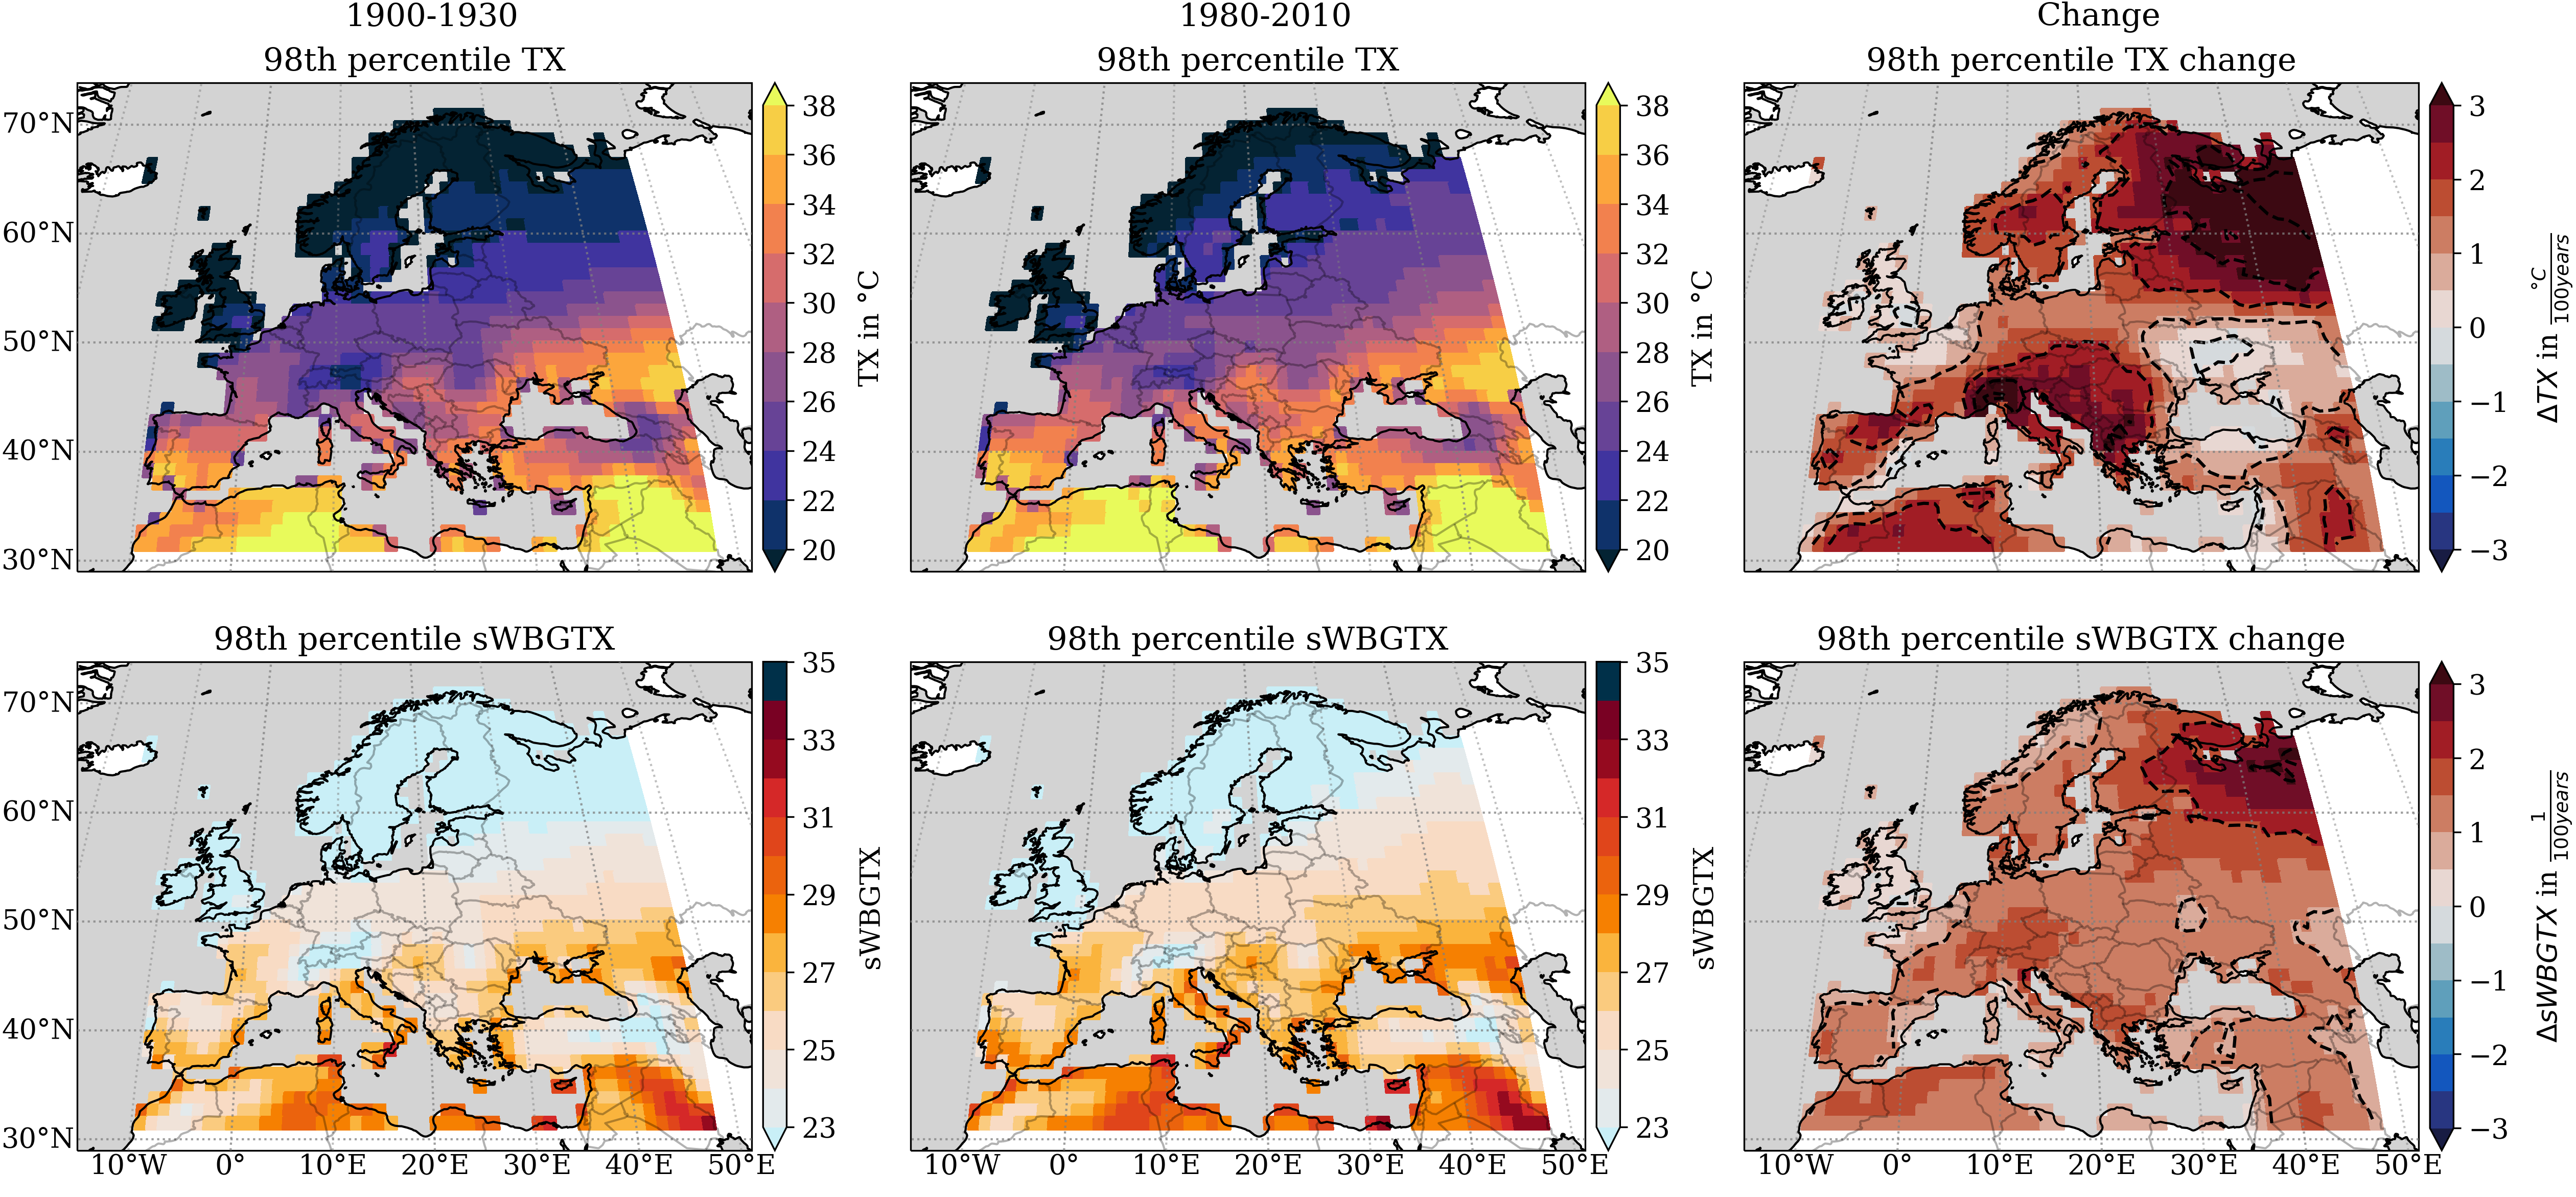 1900-1930
1980-2010
Change
98th percentile TX
98th percentile TX
98th percentile TX change
70°N
60°N
50°N
40°N
30°N
38
36
34
32
30
28
26
24
22
20
TX in °C
38
36
34
32
30
28
26
24
22
20
TX in °C
3
2
1
0
−1
−2
−3
ΔTX in °C/100years
98th percentile sWBGTX
98th percentile sWBGTX
98th percentile sWBGTX change
70°N
60°N
50°N
40°N
30°N
10°W 0° 10°E 20°E 30°E 40°E 50°E
35
33
31
29
27
25
23
sWBGTX
10°W 0° 10°E 20°E 30°E 40°E 50°E
35
33
31
29
27
25
23
sWBGTX
10°W 0° 10°E 20°E 30°E 40°E 50°E
3
2
1
0
−1
−2
−3
ΔsWBGTX in 1/100years